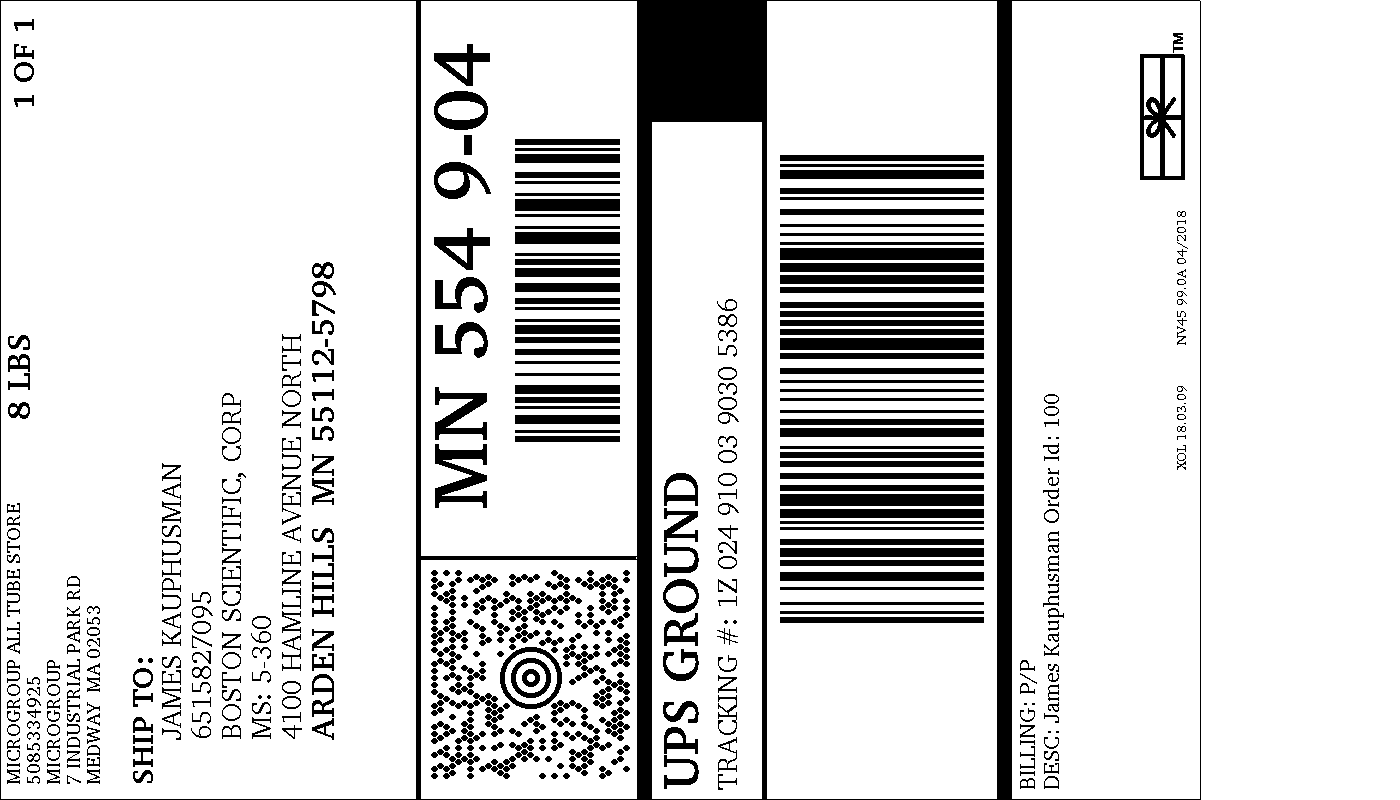 MICROGROUP ALL TUBE STORE
5085334925
MICROGROUP
7 INDUSTRIAL PARK RD
MEDWAY MA 02053
8 LBS
1 OF 1
SHIP TO:
JAMES KAUPHUSMAN
6515827095
BOSTON SCIENTIFIC, CORP
MS: 5-360
4100 HAMLINE AVENUE NORTH
ARDEN HILLS MN 55112-5798
MN 554 9-04
UPS GROUND
TRACKING #: 1Z 024 910 03 9030 5386
BILLING: P/P
DESC: James Kauphusman Order Id: 100
XOL 18.03.09 NV45 99.0A 04/2018
TM